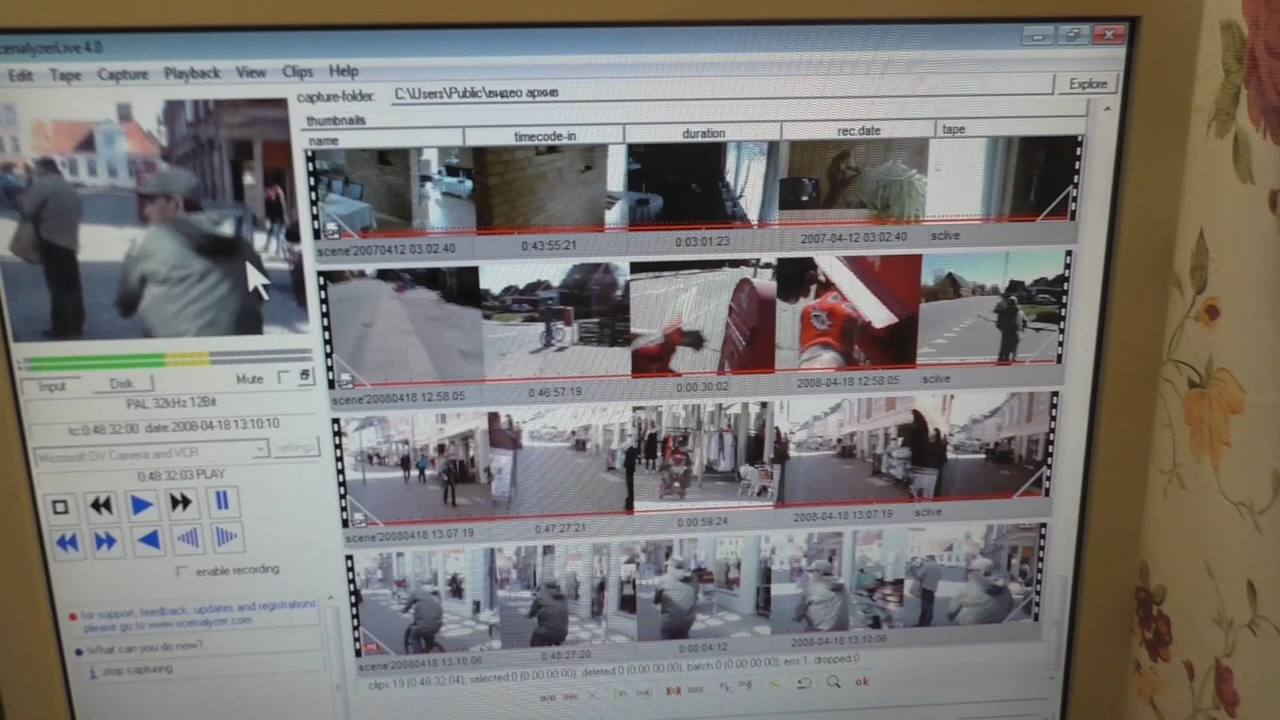 cenalyzerLive 4.0
Edit Tape Capture Playback View Clips Help
capture-folder: C:\Users\Public\видео архив Explore
thumbnails
name timecode-in duration rec.date tape
scene'20070412 03.02.40 0:43:55:21 0:03:01:23 2007-04-12 03:02:40 sclive
scene'20080418 12.58.05 0:46:57:19 0:00:30:02 2008-04-18 12:58:05 sclive
scene'20080418 13.07.19 0:47:27:21 0:00:59:24 2008-04-18 13:07:19 sclive
LIVE
scene'20080418 13.10.06 0:48:27:20 0:00:04:12 2008-04-18 13:10:06
Input Disk Mute
PAL 32kHz 12Bit
tc:0:48:32:00 date:2008-04-18 13:10:10
Microsoft DV Camera and VCR settings
0:48:32:03 PLAY
enable recording
for support, feedback, updates and registrations
please go to www.scenalyzer.com
What can you do now?
stop capturing
clips:19 (0:48:32:04), selected:0 (0:00:00:00), deleted:0 (0:00:00:00), batch:0 (0:00:00:00), errs:1, dropped:0
in out ok